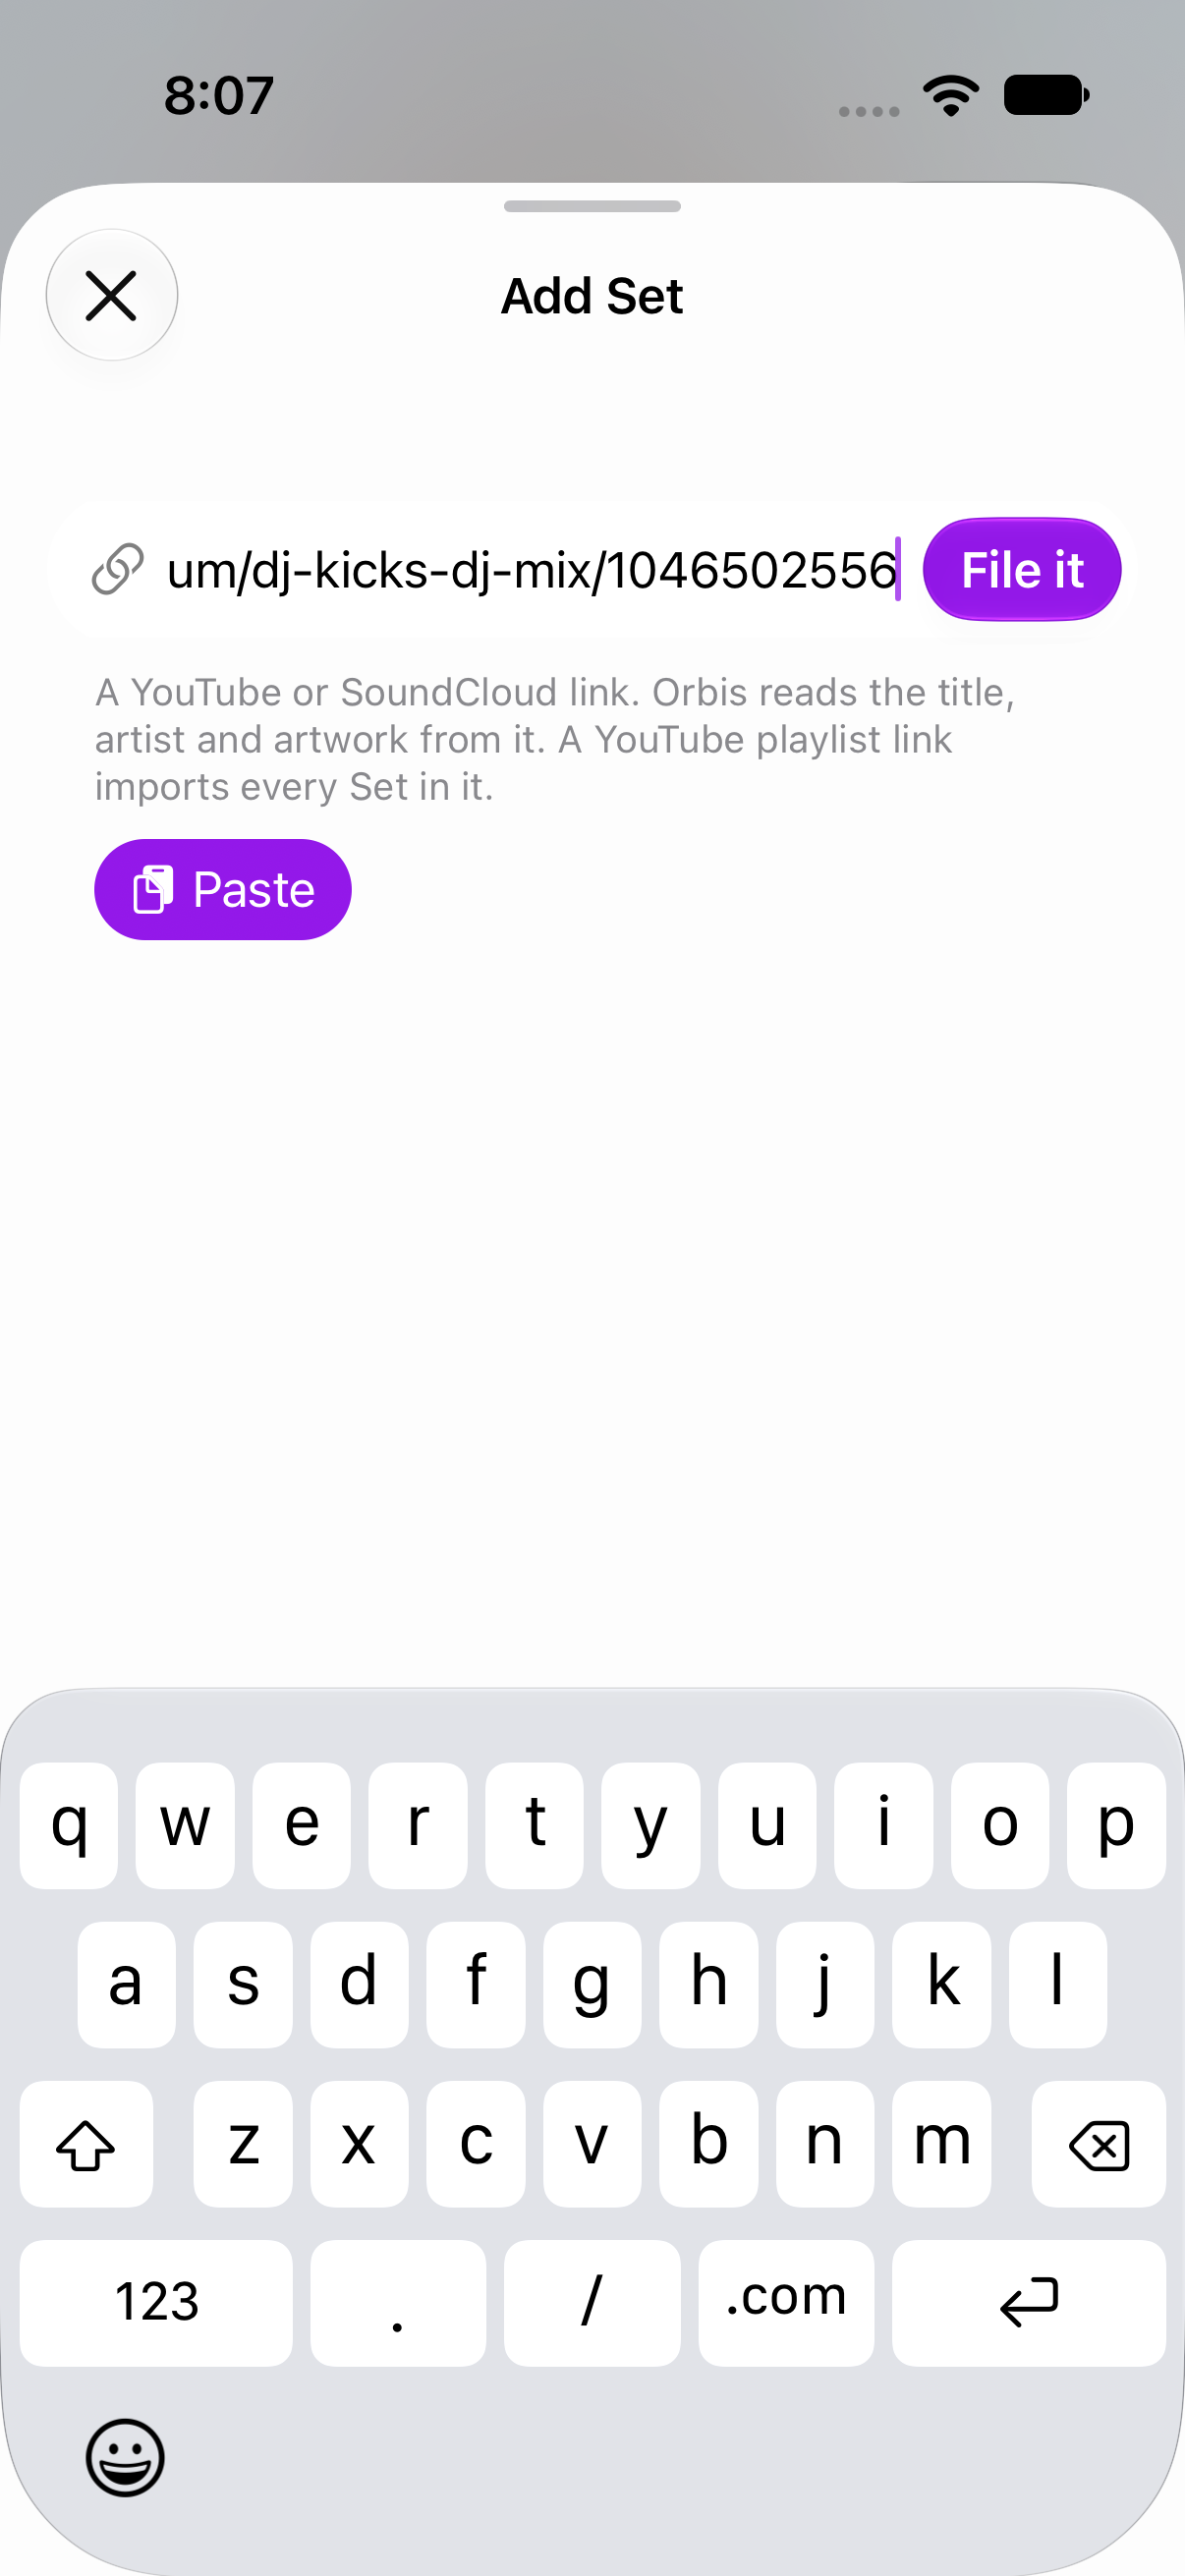 8:07
Add Set
um/dj-kicks-dj-mix/1046502556
File it
A YouTube or SoundCloud link. Orbis reads the title,
artist and artwork from it. A YouTube playlist link
imports every Set in it.
Paste
q w e r t y u i o p
a s d f g h j k l
z x c v b n m
123 . / .com